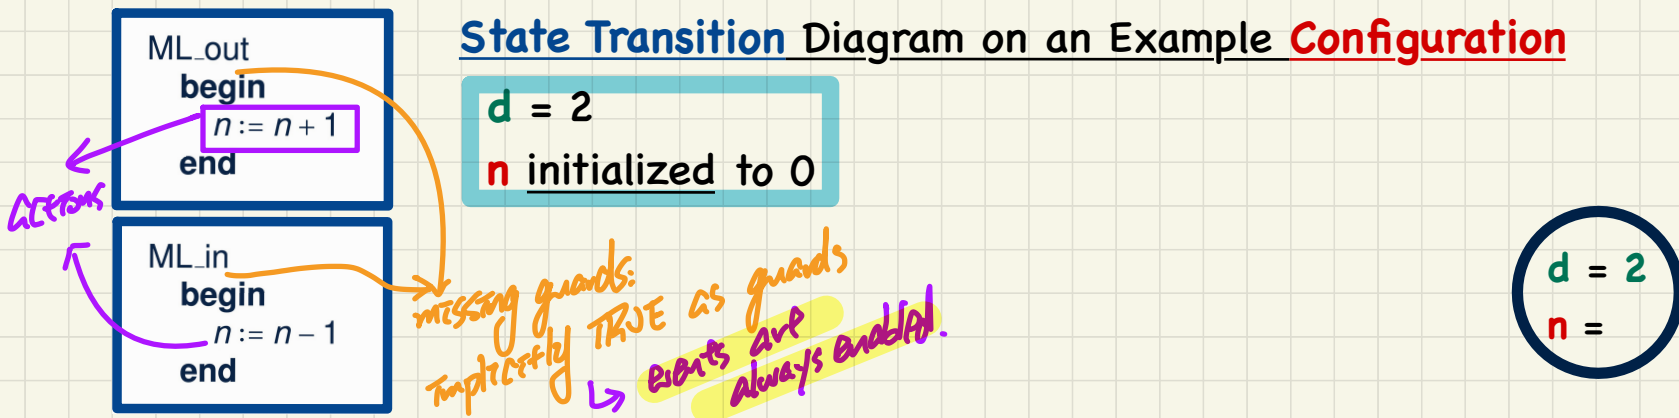 State Transition Diagram on an Example Configuration
ML_out
begin
n := n + 1
end
d = 2
n initialized to 0
actions
ML_in
begin
n := n − 1
end
missing guards:
implicitly TRUE as guards
events are
always enabled.
d = 2
n =